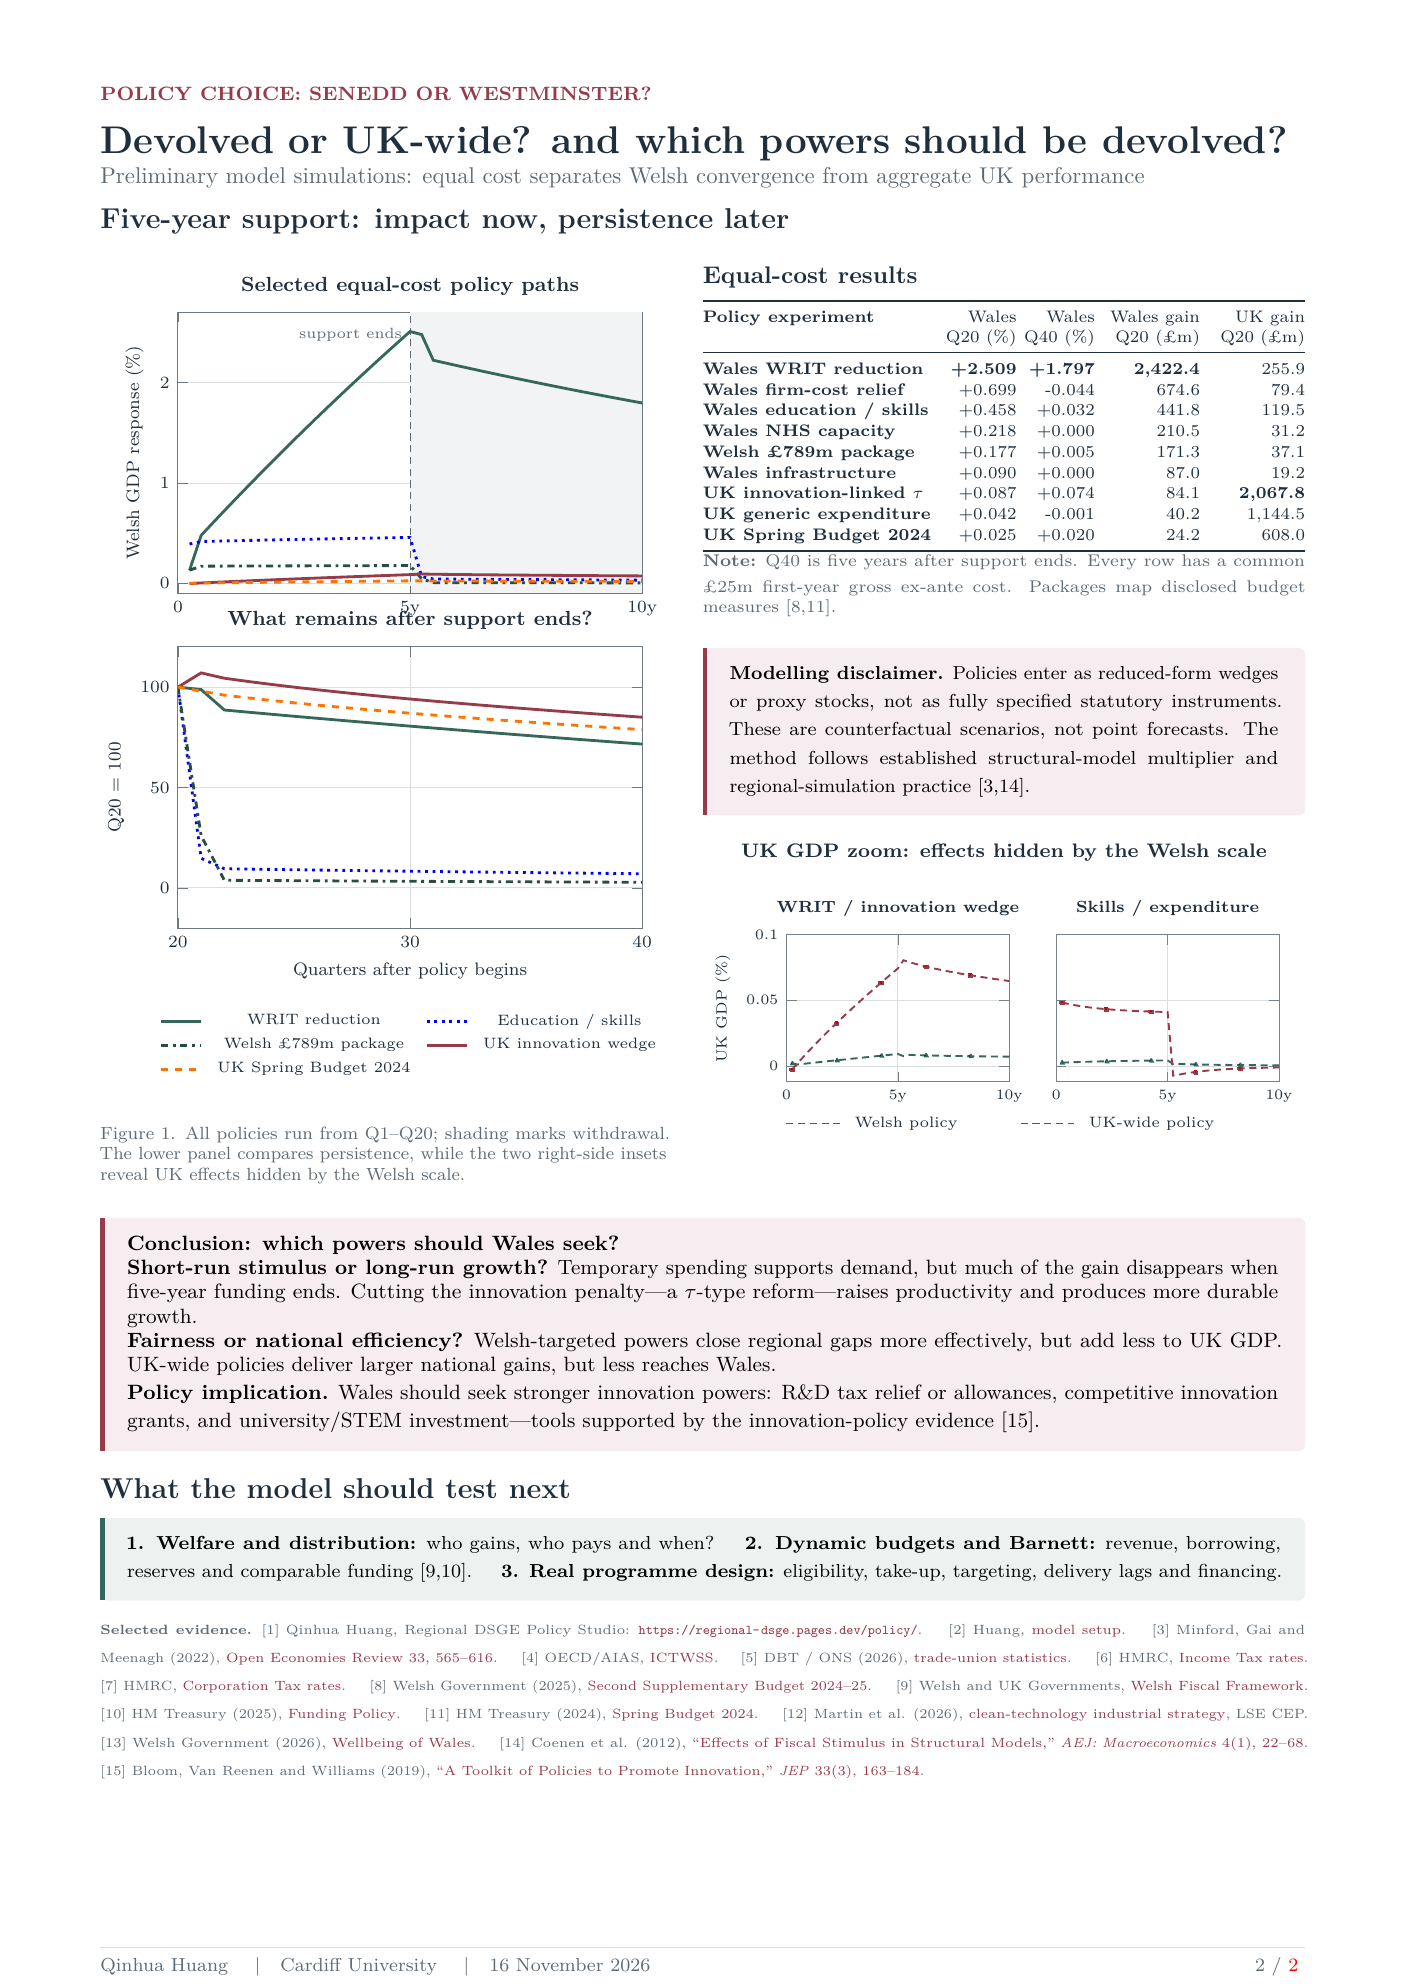 POLICY CHOICE: SENEDD OR WESTMINSTER?
Devolved or UK-wide? and which powers should be devolved?
Preliminary model simulations: equal cost separates Welsh convergence from aggregate UK performance
Five-year support: impact now, persistence later
Selected equal-cost policy paths
support ends
Welsh GDP response (%)
2
1
0
0 5y 10y
What remains after support ends?
100
50
0
Q20 = 100
20 30 40
Quarters after policy begins
WRIT reduction Education / skills
Welsh £789m package UK innovation wedge
UK Spring Budget 2024
Figure 1. All policies run from Q1–Q20; shading marks withdrawal.
The lower panel compares persistence, while the two right-side insets
reveal UK effects hidden by the Welsh scale.
Equal-cost results
Policy experiment Wales Wales Wales gain UK gain
Q20 (%) Q40 (%) Q20 (£m) Q20 (£m)
Wales WRIT reduction +2.509 +1.797 2,422.4 255.9
Wales firm-cost relief +0.699 -0.044 674.6 79.4
Wales education / skills +0.458 +0.032 441.8 119.5
Wales NHS capacity +0.218 +0.000 210.5 31.2
Welsh £789m package +0.177 +0.005 171.3 37.1
Wales infrastructure +0.090 +0.000 87.0 19.2
UK innovation-linked τ +0.087 +0.074 84.1 2,067.8
UK generic expenditure +0.042 -0.001 40.2 1,144.5
UK Spring Budget 2024 +0.025 +0.020 24.2 608.0
Note: Q40 is five years after support ends. Every row has a common
£25m first-year gross ex-ante cost. Packages map disclosed budget
measures [8,11].
Modelling disclaimer. Policies enter as reduced-form wedges
or proxy stocks, not as fully specified statutory instruments.
These are counterfactual scenarios, not point forecasts. The
method follows established structural-model multiplier and
regional-simulation practice [3,14].
UK GDP zoom: effects hidden by the Welsh scale
WRIT / innovation wedge Skills / expenditure
0.1
0.05
0
UK GDP (%)
0 5y 10y 0 5y 10y
Welsh policy UK-wide policy
Conclusion: which powers should Wales seek?
Short-run stimulus or long-run growth? Temporary spending supports demand, but much of the gain disappears when
five-year funding ends. Cutting the innovation penalty—a τ-type reform—raises productivity and produces more durable
growth.
Fairness or national efficiency? Welsh-targeted powers close regional gaps more effectively, but add less to UK GDP.
UK-wide policies deliver larger national gains, but less reaches Wales.
Policy implication. Wales should seek stronger innovation powers: R&D tax relief or allowances, competitive innovation
grants, and university/STEM investment—tools supported by the innovation-policy evidence [15].
What the model should test next
1. Welfare and distribution: who gains, who pays and when? 2. Dynamic budgets and Barnett: revenue, borrowing,
reserves and comparable funding [9,10]. 3. Real programme design: eligibility, take-up, targeting, delivery lags and financing.
Selected evidence. [1] Qinhua Huang, Regional DSGE Policy Studio: https://regional-dsge.pages.dev/policy/. [2] Huang, model setup. [3] Minford, Gai and
Meenagh (2022), Open Economies Review 33, 565–616. [4] OECD/AIAS, ICTWSS. [5] DBT / ONS (2026), trade-union statistics. [6] HMRC, Income Tax rates.
[7] HMRC, Corporation Tax rates. [8] Welsh Government (2025), Second Supplementary Budget 2024–25. [9] Welsh and UK Governments, Welsh Fiscal Framework.
[10] HM Treasury (2025), Funding Policy. [11] HM Treasury (2024), Spring Budget 2024. [12] Martin et al. (2026), clean-technology industrial strategy, LSE CEP.
[13] Welsh Government (2026), Wellbeing of Wales. [14] Coenen et al. (2012), “Effects of Fiscal Stimulus in Structural Models,” AEJ: Macroeconomics 4(1), 22–68.
[15] Bloom, Van Reenen and Williams (2019), “A Toolkit of Policies to Promote Innovation,” JEP 33(3), 163–184.
Qinhua Huang | Cardiff University | 16 November 2026 2 / 2